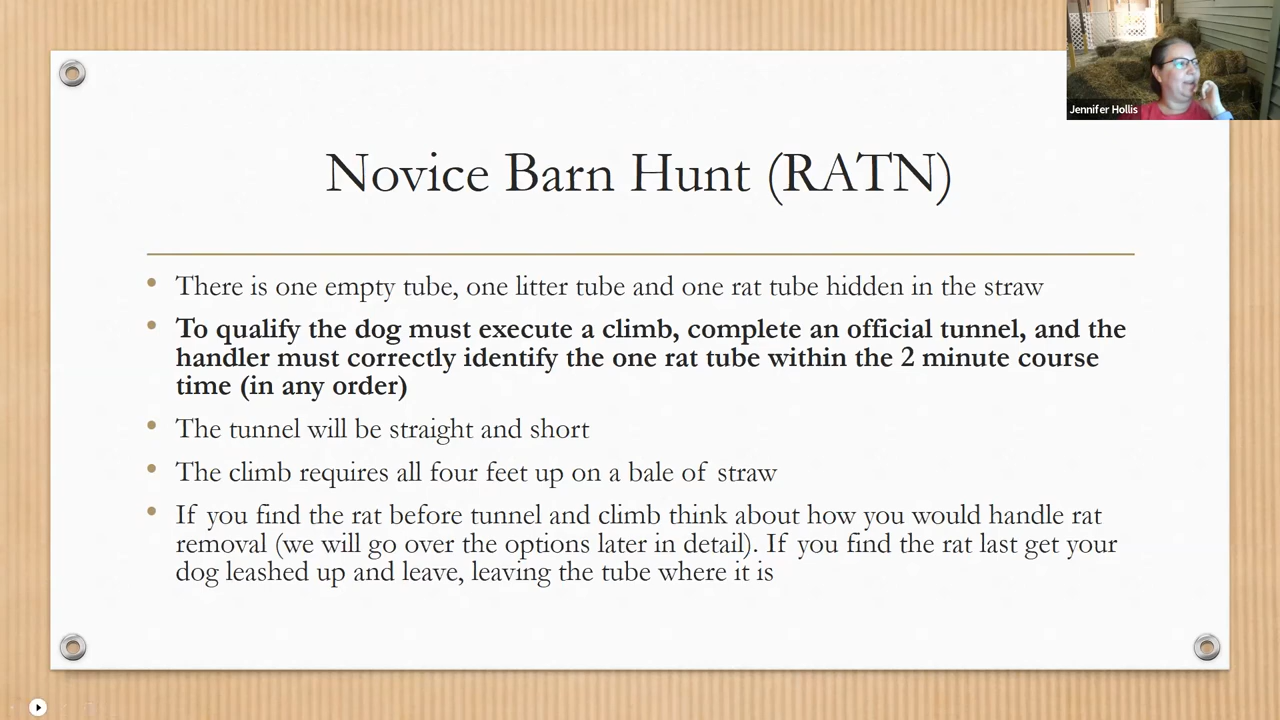 Jennifer Hollis
Novice Barn Hunt (RATN)
There is one empty tube, one litter tube and one rat tube hidden in the straw
To qualify the dog must execute a climb, complete an official tunnel, and the
handler must correctly identify the one rat tube within the 2 minute course
time (in any order)
The tunnel will be straight and short
The climb requires all four feet up on a bale of straw
If you find the rat before tunnel and climb think about how you would handle rat
removal (we will go over the options later in detail). If you find the rat last get your
dog leashed up and leave, leaving the tube where it is